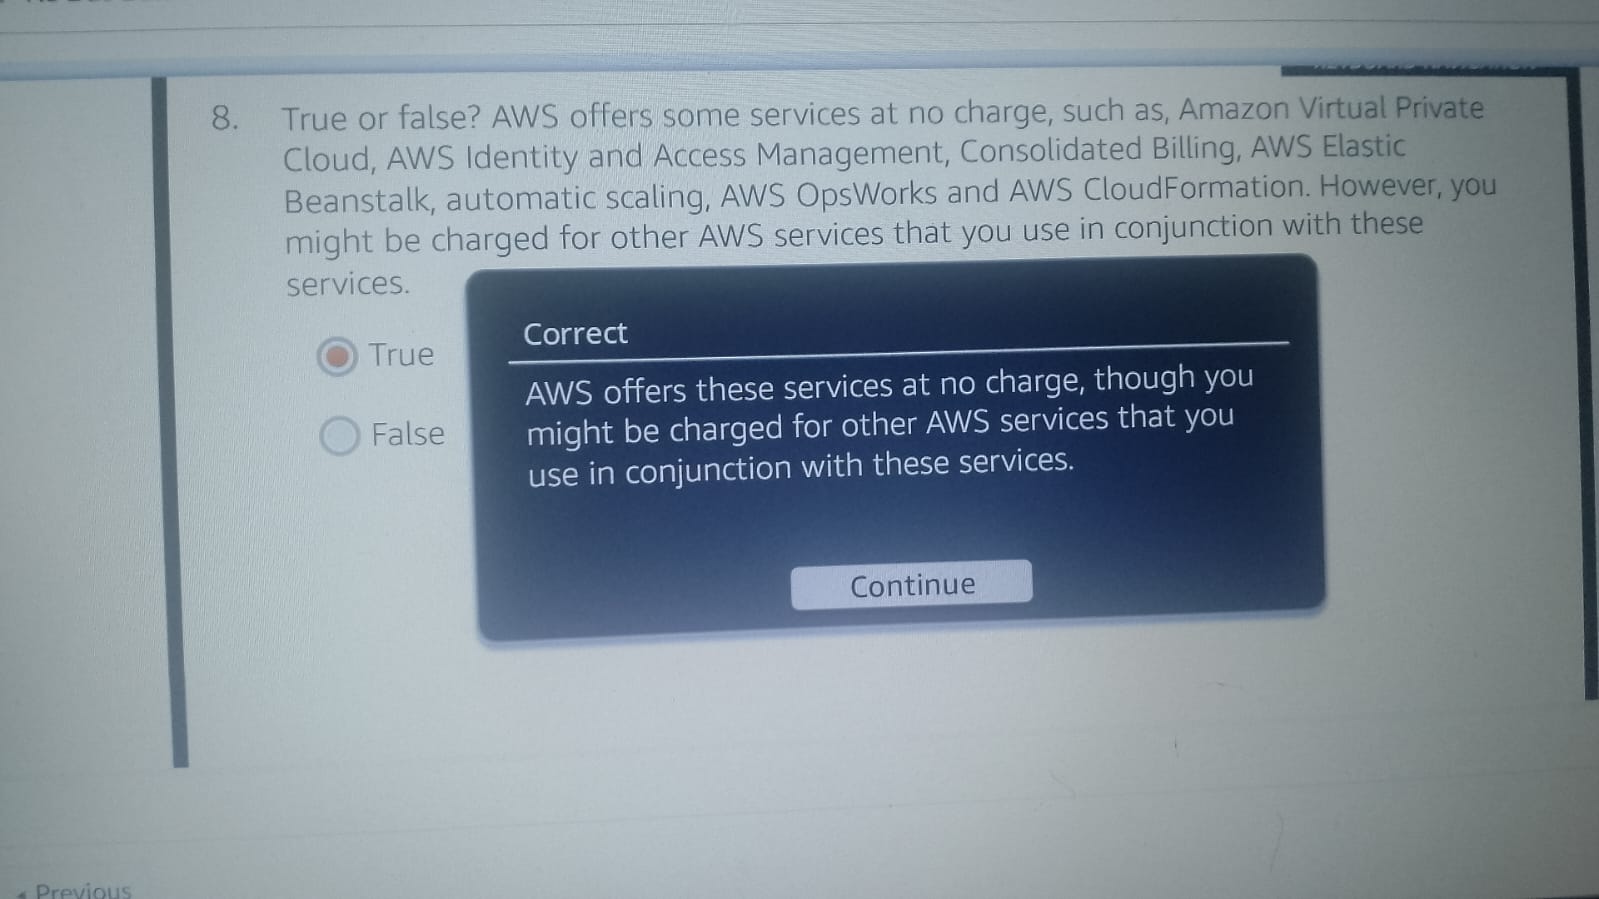 8. True or false? AWS offers some services at no charge, such as, Amazon Virtual Private
Cloud, AWS Identity and Access Management, Consolidated Billing, AWS Elastic
Beanstalk, automatic scaling, AWS OpsWorks and AWS CloudFormation. However, you
might be charged for other AWS services that you use in conjunction with these
services.
True
False
Correct
AWS offers these services at no charge, though you
might be charged for other AWS services that you
use in conjunction with these services.
Continue
Previous